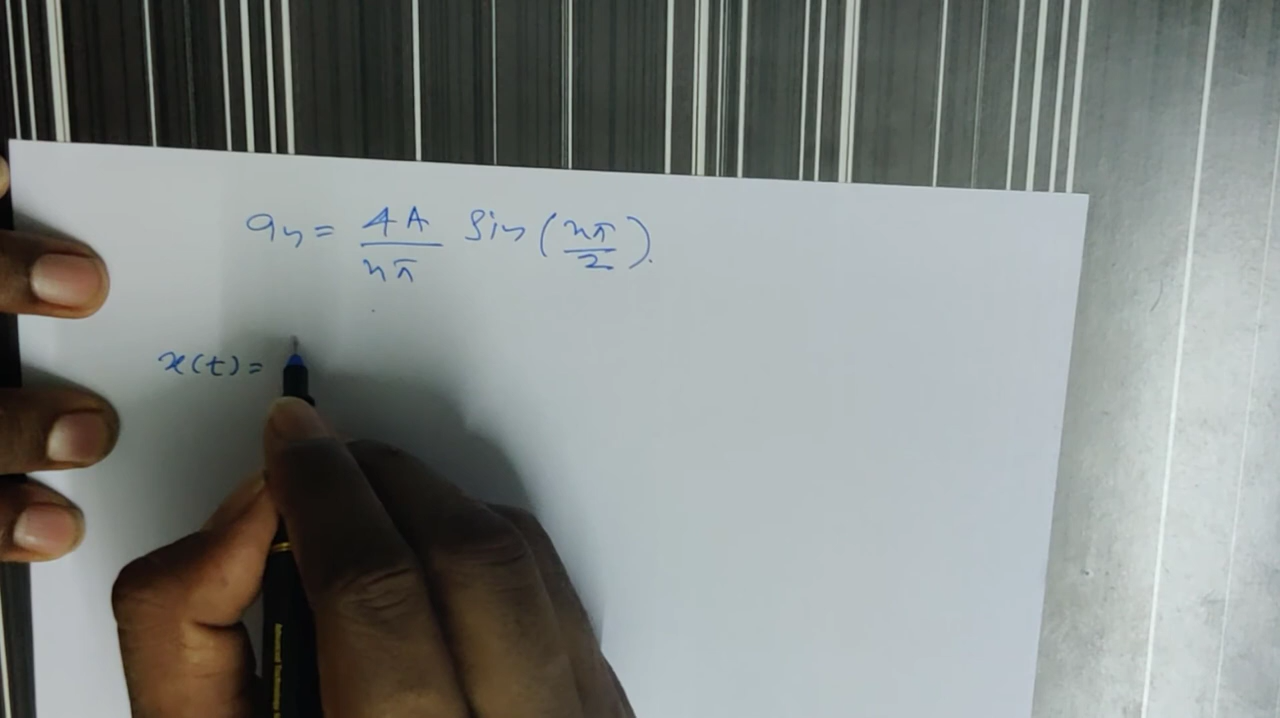 an = 4A/nπ Sin (nπ/2).
x(t) =